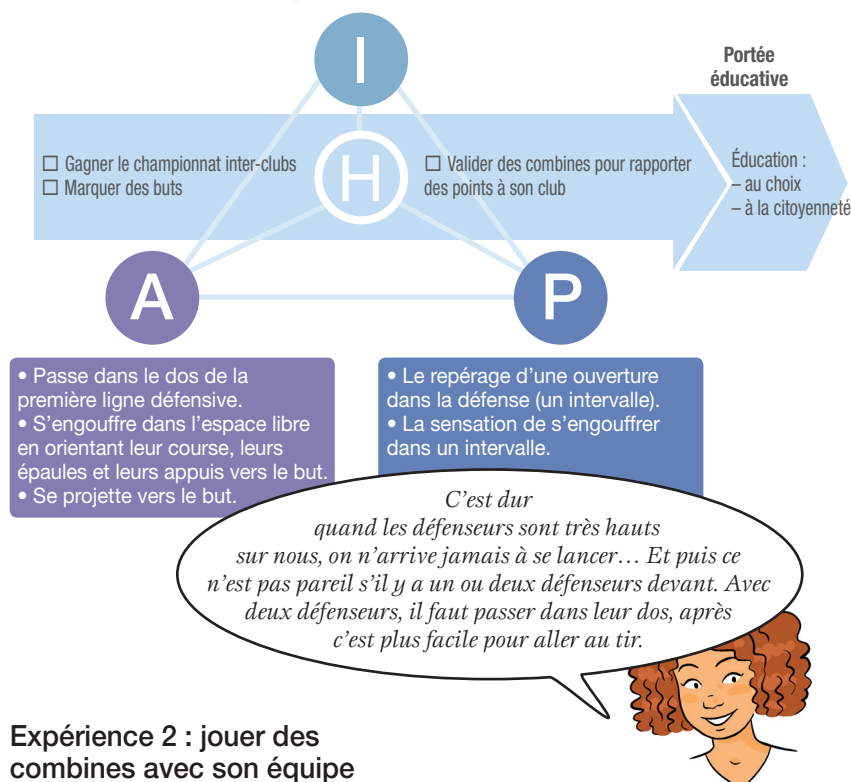 I
Portée
éducative
☐ Gagner le championnat inter-clubs
☐ Marquer des buts
H
☐ Valider des combines pour rapporter
des points à son club
Éducation :
– au choix
– à la citoyenneté
A
P
• Passe dans le dos de la
première ligne défensive.
• S'engouffre dans l'espace libre
en orientant leur course, leurs
épaules et leurs appuis vers le but.
• Se projette vers le but.
• Le repérage d'une ouverture
dans la défense (un intervalle).
• La sensation de s'engouffrer
dans un intervalle.
C'est dur
quand les défenseurs sont très hauts
sur nous, on n'arrive jamais à se lancer… Et puis ce
n'est pas pareil s'il y a un ou deux défenseurs devant. Avec
deux défenseurs, il faut passer dans leur dos, après
c'est plus facile pour aller au tir.
Expérience 2 : jouer des
combines avec son équipe